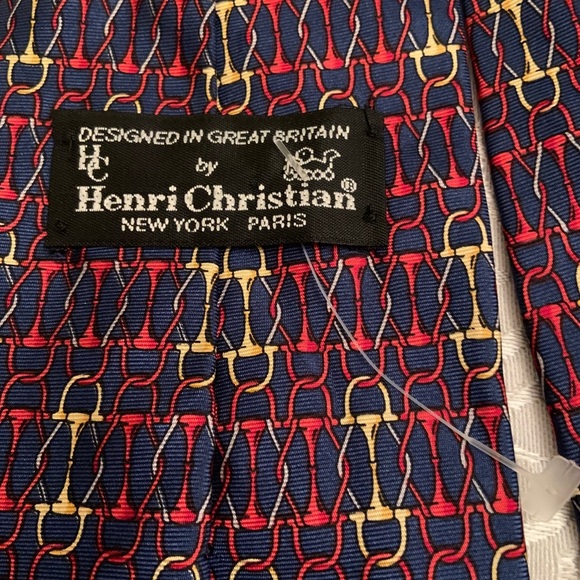 DESIGNED IN GREAT BRITAIN
HC by
Henri Christian®
NEW YORK PARIS